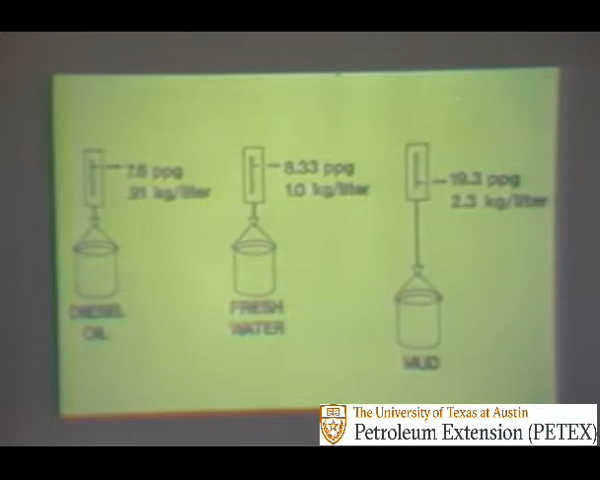 7.6 ppg
.91 kg/liter
8.33 ppg
1.0 kg/liter
19.3 ppg
2.3 kg/liter
DIESEL
OIL
FRESH
WATER
MUD
The University of Texas at Austin
Petroleum Extension (PETEX)